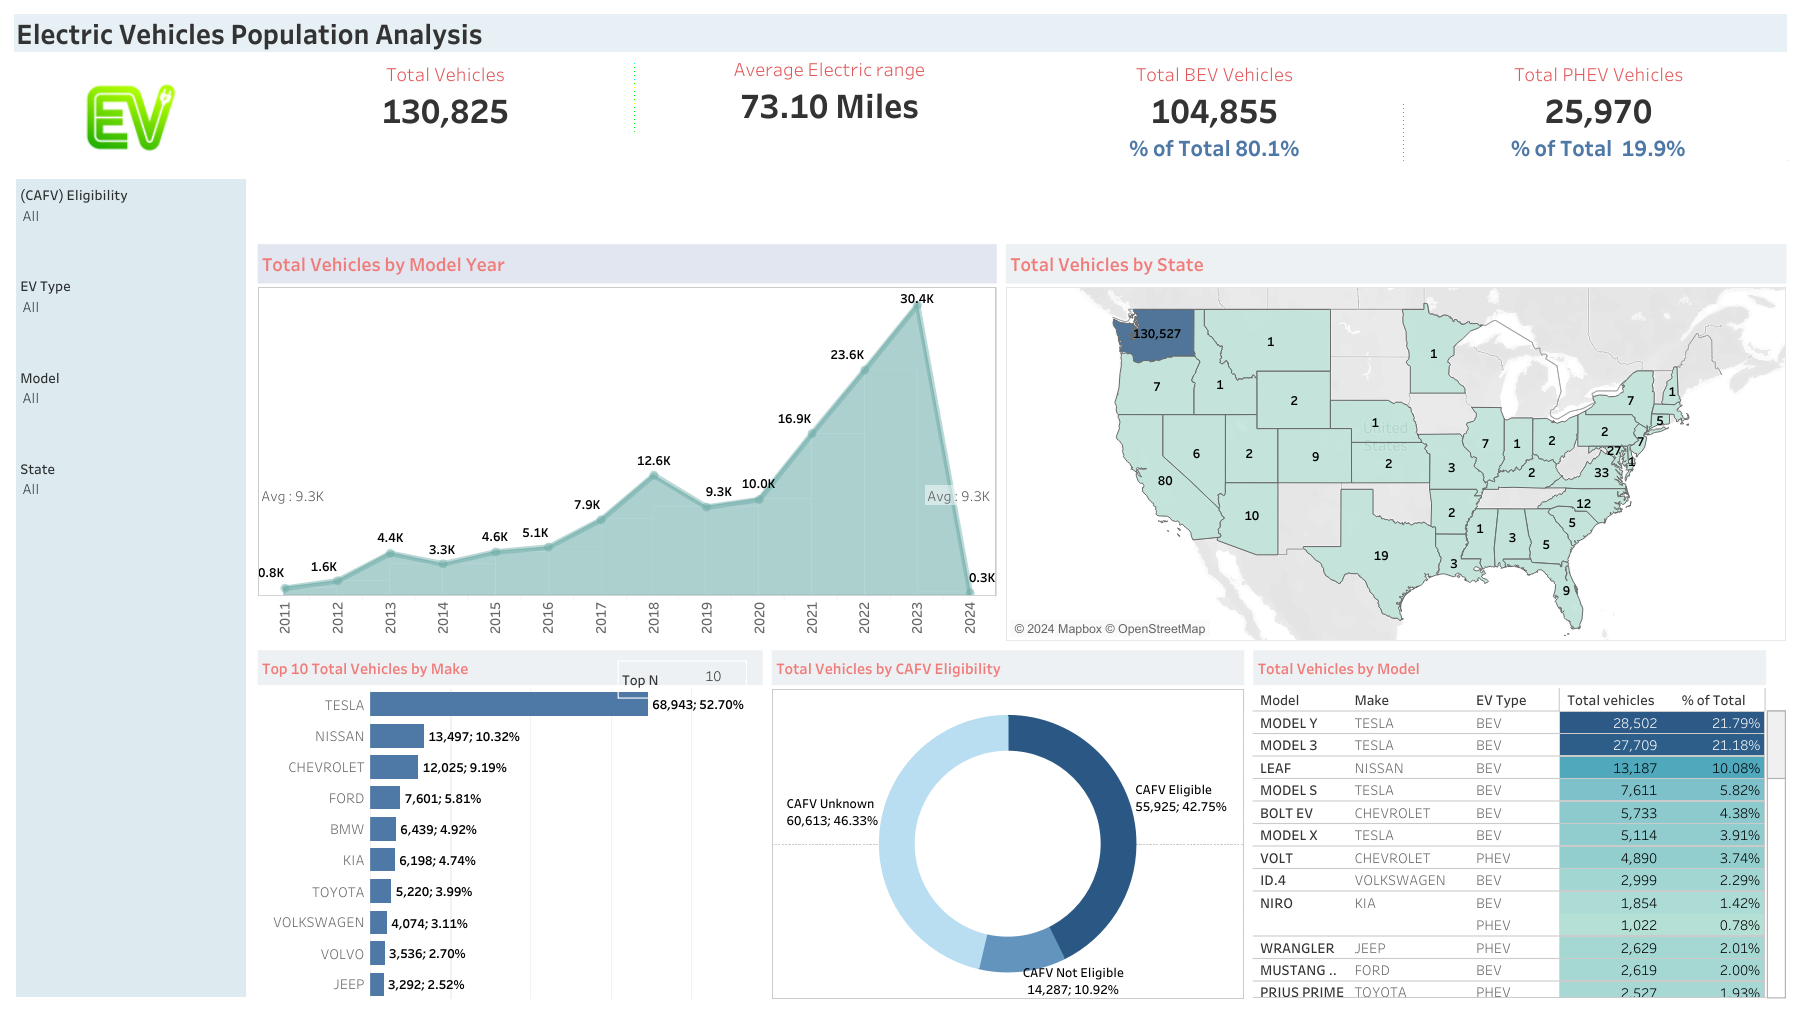 Electric Vehicles Population Analysis
EV
Total Vehicles
130,825
Average Electric range
73.10 Miles
Total BEV Vehicles
104,855
% of Total 80.1%
Total PHEV Vehicles
25,970
% of Total 19.9%
(CAFV) Eligibility
All
EV Type
All
Model
All
State
All
Total Vehicles by Model Year
30.4K
23.6K
16.9K
12.6K
10.0K
9.3K
7.9K
5.1K
4.6K
4.4K
3.3K
1.6K
0.8K
0.3K
Avg : 9.3K
Avg : 9.3K
2011
2012
2013
2014
2015
2016
2017
2018
2019
2020
2021
2022
2023
2024
Total Vehicles by State
130,527
1
1
7
1
2
7
1
1
5
United
States
6
2
9
2
3
7
1
2
2
7
27
1
80
2
33
10
2
12
5
1
3
5
19
3
9
© 2024 Mapbox © OpenStreetMap
Top 10 Total Vehicles by Make
Top N
10
TESLA 68,943; 52.70%
NISSAN 13,497; 10.32%
CHEVROLET 12,025; 9.19%
FORD 7,601; 5.81%
BMW 6,439; 4.92%
KIA 6,198; 4.74%
TOYOTA 5,220; 3.99%
VOLKSWAGEN 4,074; 3.11%
VOLVO 3,536; 2.70%
JEEP 3,292; 2.52%
Total Vehicles by CAFV Eligibility
CAFV Unknown
60,613; 46.33%
CAFV Eligible
55,925; 42.75%
CAFV Not Eligible
14,287; 10.92%
Total Vehicles by Model
Model Make EV Type Total vehicles % of Total
MODEL Y TESLA BEV 28,502 21.79%
MODEL 3 TESLA BEV 27,709 21.18%
LEAF NISSAN BEV 13,187 10.08%
MODEL S TESLA BEV 7,611 5.82%
BOLT EV CHEVROLET BEV 5,733 4.38%
MODEL X TESLA BEV 5,114 3.91%
VOLT CHEVROLET PHEV 4,890 3.74%
ID.4 VOLKSWAGEN BEV 2,999 2.29%
NIRO KIA BEV 1,854 1.42%
PHEV 1,022 0.78%
WRANGLER JEEP PHEV 2,629 2.01%
MUSTANG .. FORD BEV 2,619 2.00%
PRIUS PRIME TOYOTA PHEV 2,527 1.93%